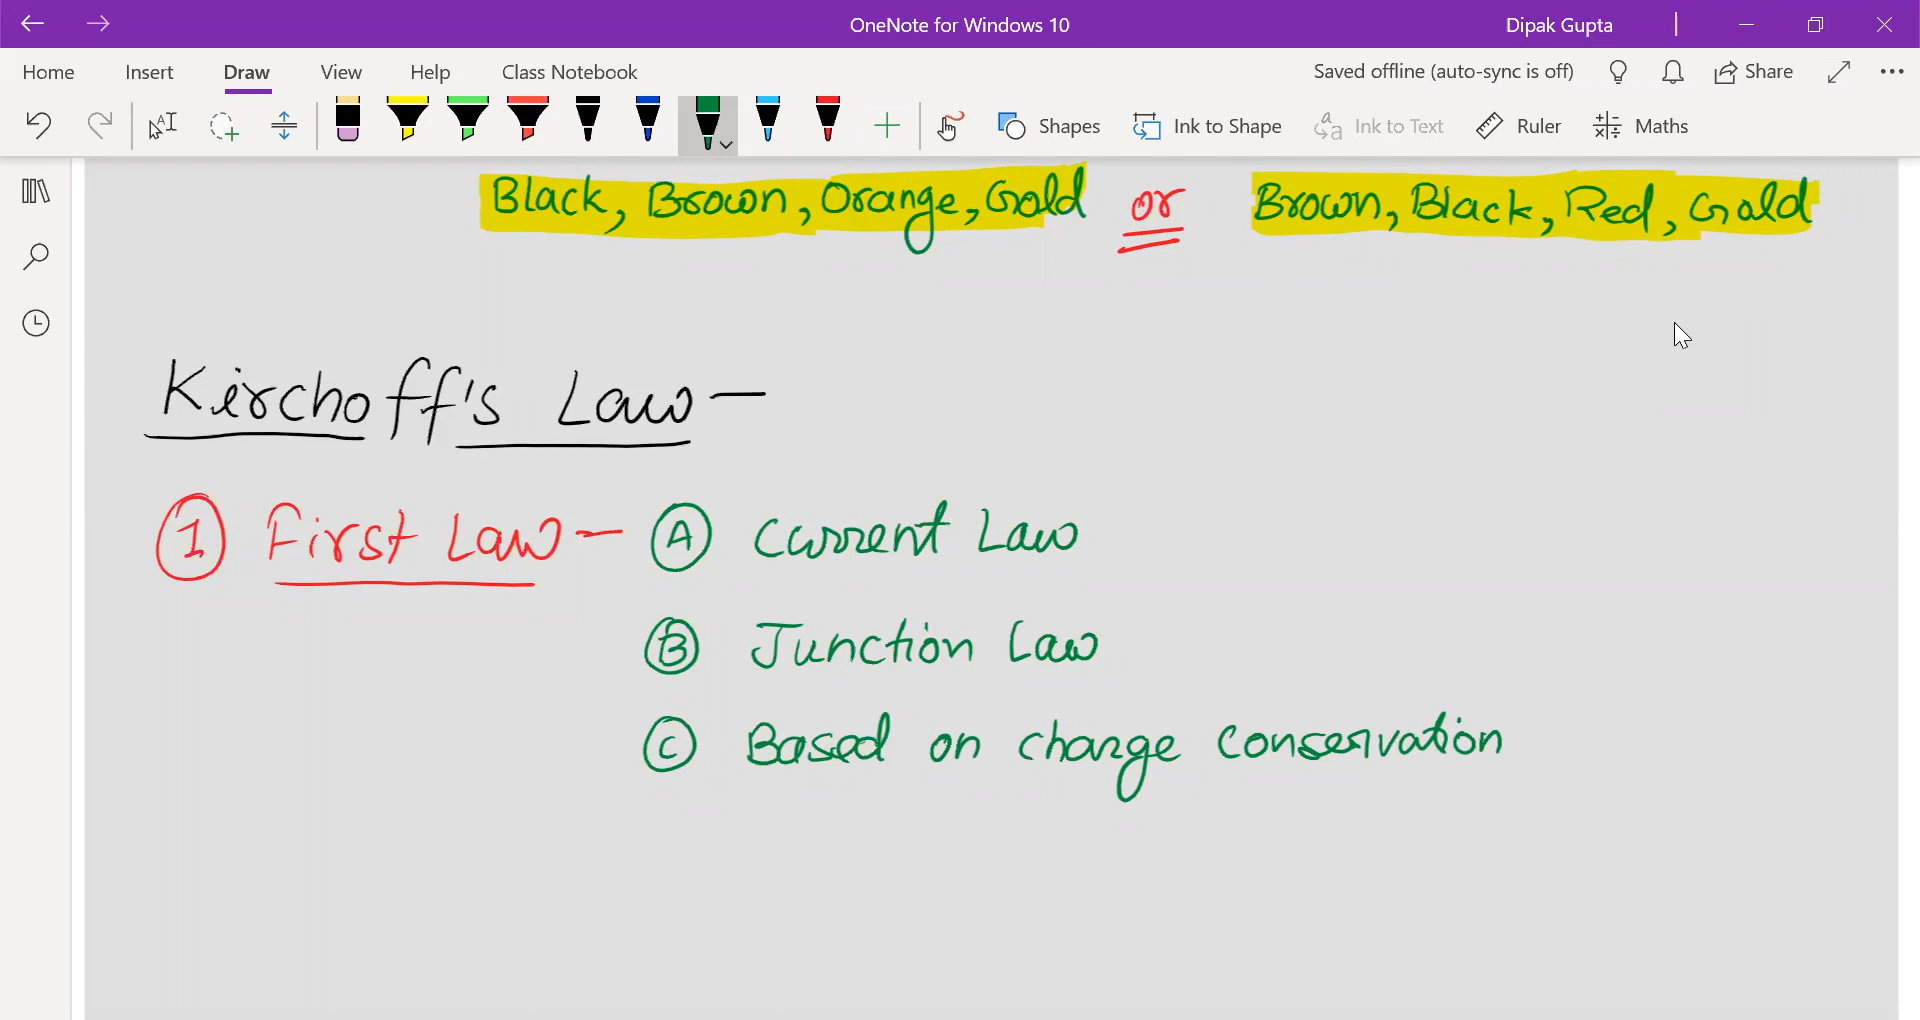 OneNote for Windows 10
Dipak Gupta
Home Insert Draw View Help Class Notebook
Saved offline (auto-sync is off) Share
Shapes Ink to Shape Ink to Text Ruler Maths
Black, Brown, Orange, Gold or Brown, Black, Red, Gold
Kirchoff's Law -
1 First Law - A Current Law
B Junction Law
C Based on charge conservation